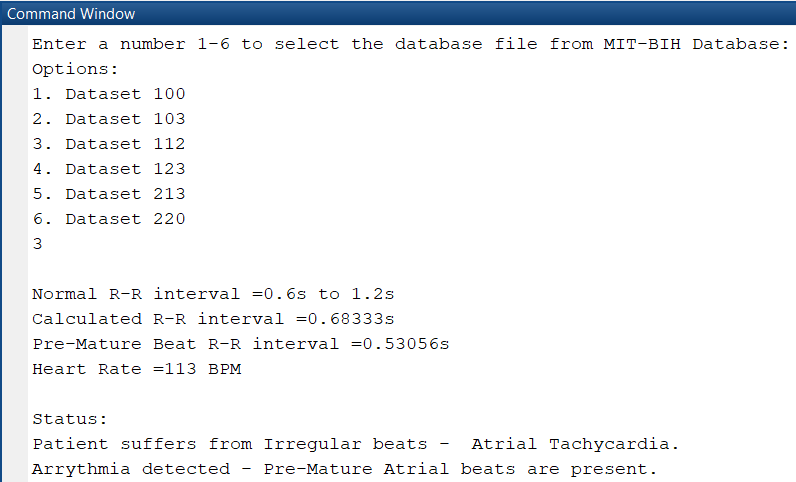 Command Window
Enter a number 1-6 to select the database file from MIT-BIH Database:
Options:
1. Dataset 100
2. Dataset 103
3. Dataset 112
4. Dataset 123
5. Dataset 213
6. Dataset 220
3
Normal R-R interval =0.6s to 1.2s
Calculated R-R interval =0.68333s
Pre-Mature Beat R-R interval =0.53056s
Heart Rate =113 BPM
Status:
Patient suffers from Irregular beats -  Atrial Tachycardia.
Arrythmia detected - Pre-Mature Atrial beats are present.